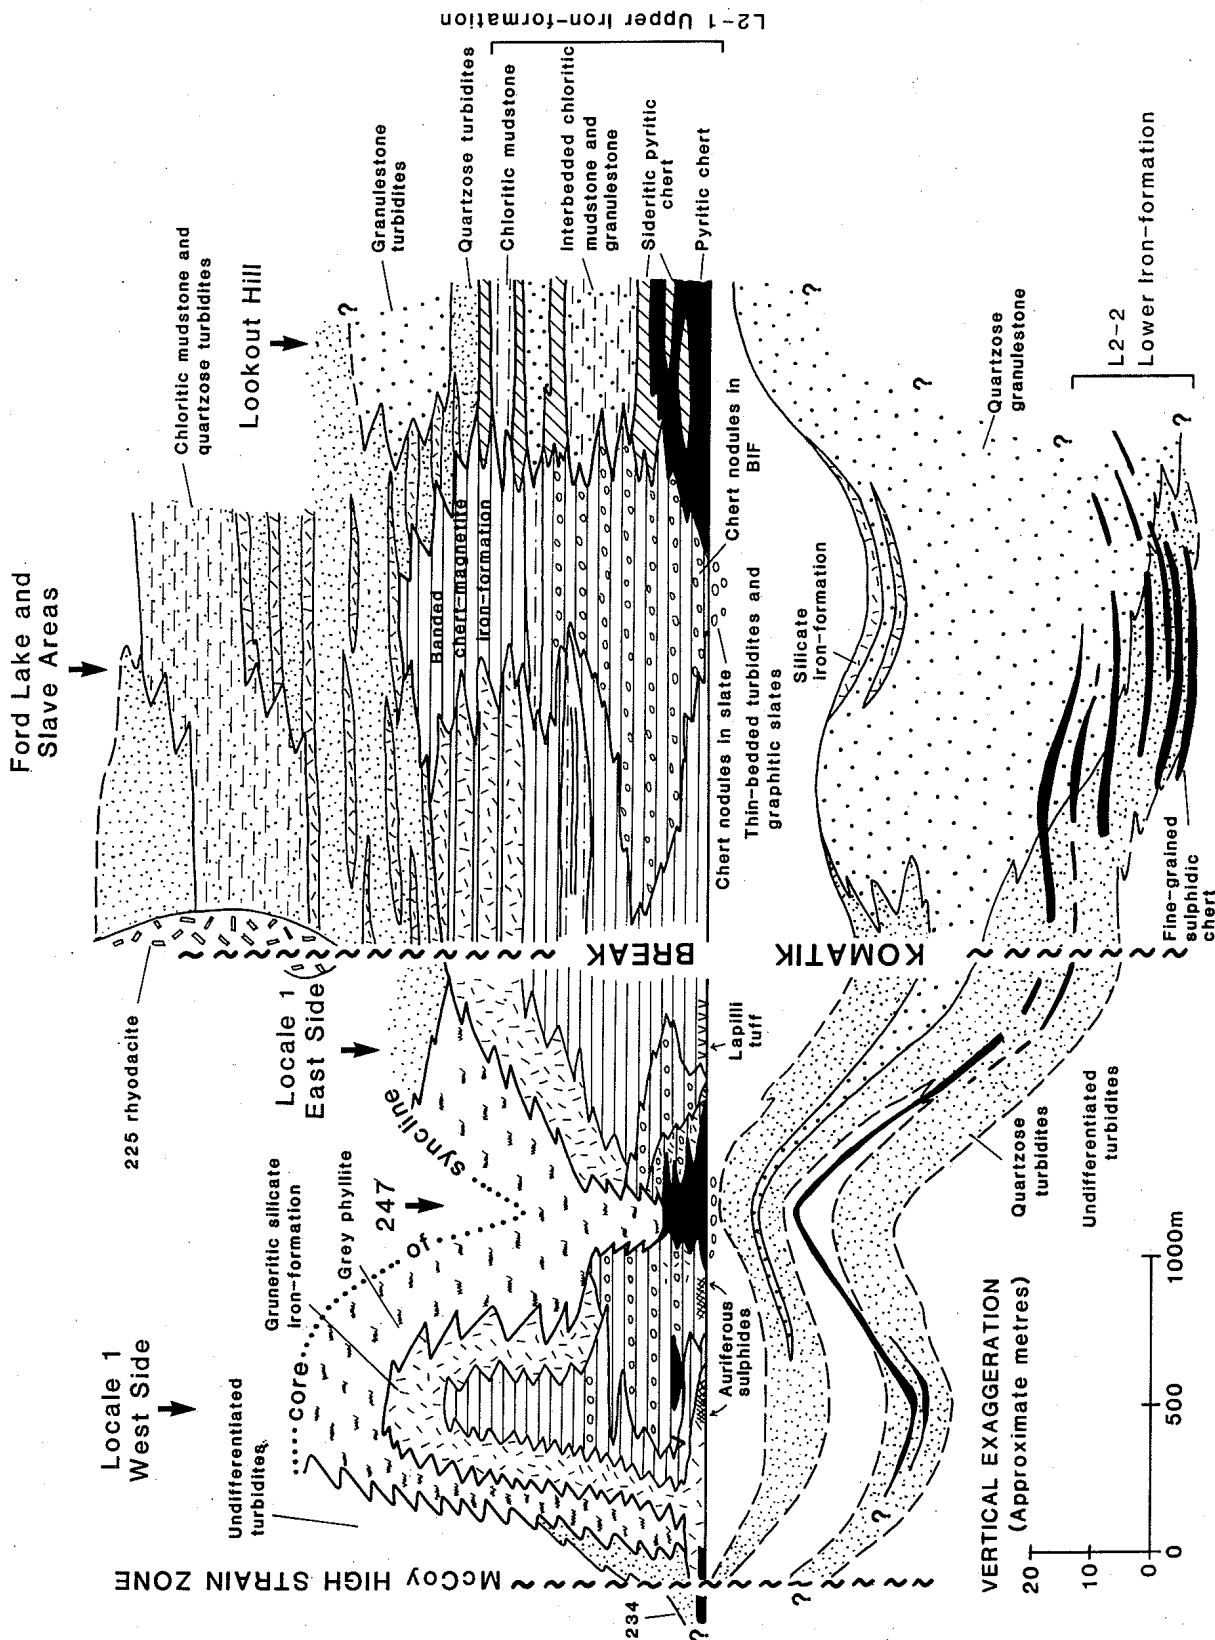 Ford Lake and
Slave Areas
Lookout Hill
Locale 1
East Side
Locale 1
West Side
247
Chloritic mudstone and
quartzose turbidites
Granulestone
turbidites
Quartzose turbidites
Chloritic mudstone
Interbedded chloritic
mudstone and
granulestone
Sideritic pyritic
chert
Pyritic chert
L2-1 Upper Iron-formation
225 rhyodacite
Grey phyllite
Gruneritic silicate
iron-formation
Undifferentiated
turbidites
core
of
syncline
McCoy HIGH STRAIN ZONE
KOMATIK
BREAK
Banded
chert-magnetite
iron-formation
Chert nodules in
BIF
Chert nodules in slate
Thin-bedded turbidites and
graphitic slates
Lapilli
tuff
Auriferous
sulphides
234
?
?
?
?
?
?
?
?
?
Silicate
iron-formation
Quartzose
granulestone
L2-2
Lower Iron-formation
Fine-grained
sulphidic
chert
Quartzose
turbidites
Undifferentiated
turbidites
VERTICAL EXAGGERATION
(Approximate metres)
20
10
0
0
500
1000m